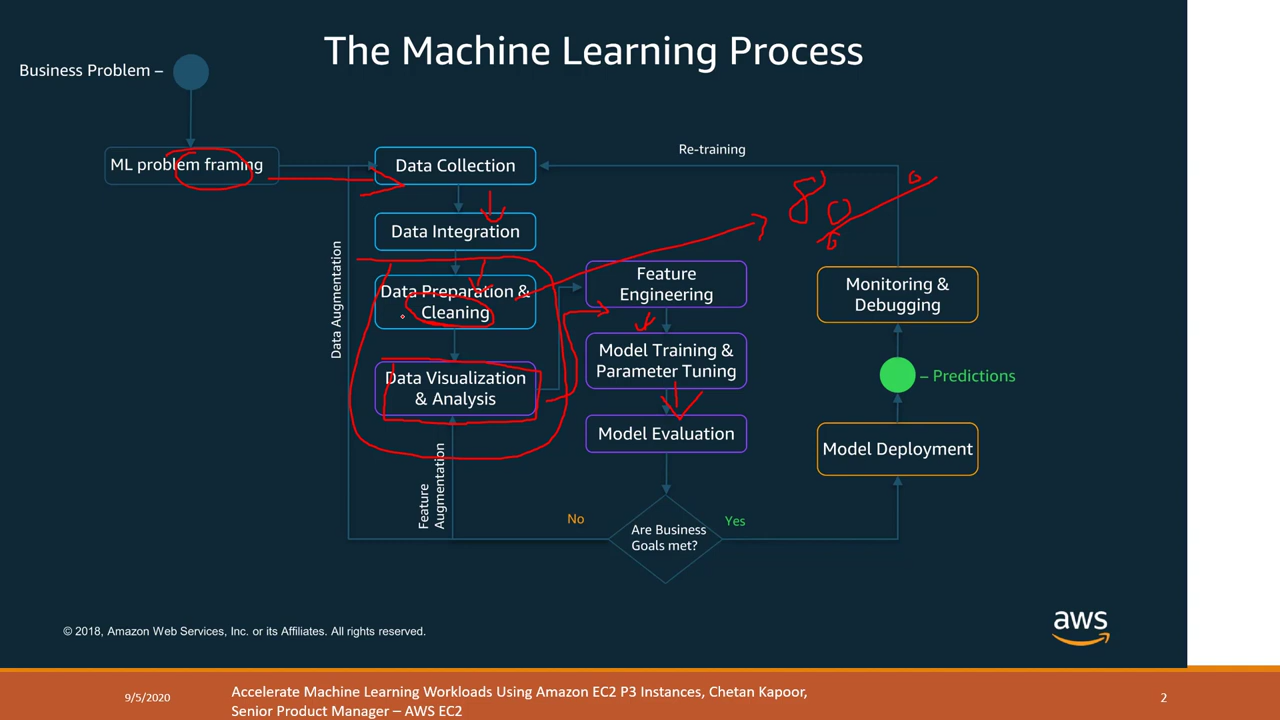 The Machine Learning Process
Business Problem –
ML problem framing
Data Collection
Re-training
Data Integration
Data Augmentation
Data Preparation &
Cleaning
Data Visualization
& Analysis
Feature
Augmentation
Feature
Engineering
Model Training &
Parameter Tuning
Model Evaluation
Are Business
Goals met?
No
Yes
Monitoring &
Debugging
– Predictions
Model Deployment
80%
© 2018, Amazon Web Services, Inc. or its Affiliates. All rights reserved.
aws
9/5/2020
Accelerate Machine Learning Workloads Using Amazon EC2 P3 Instances, Chetan Kapoor,
Senior Product Manager – AWS EC2
2